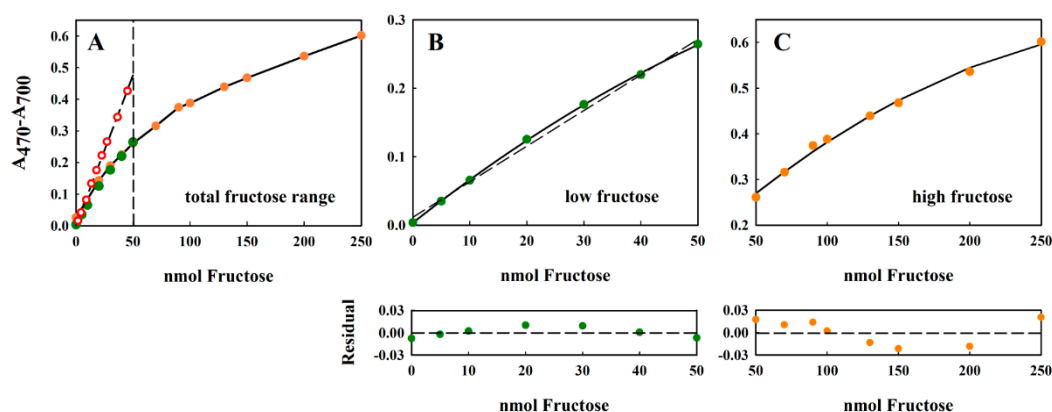 A
B
C
A470-A700
0.6
0.5
0.4
0.3
0.2
0.1
0.0
total fructose range
0 50 100 150 200 250
nmol Fructose
0.3
0.2
0.1
0.0
low fructose
0 10 20 30 40 50
nmol Fructose
0.6
0.5
0.4
0.3
0.2
high fructose
50 100 150 200 250
nmol Fructose
Residual
0.03
0.00
-0.03
0 10 20 30 40 50
nmol Fructose
0.03
0.00
-0.03
50 100 150 200 250
nmol Fructose